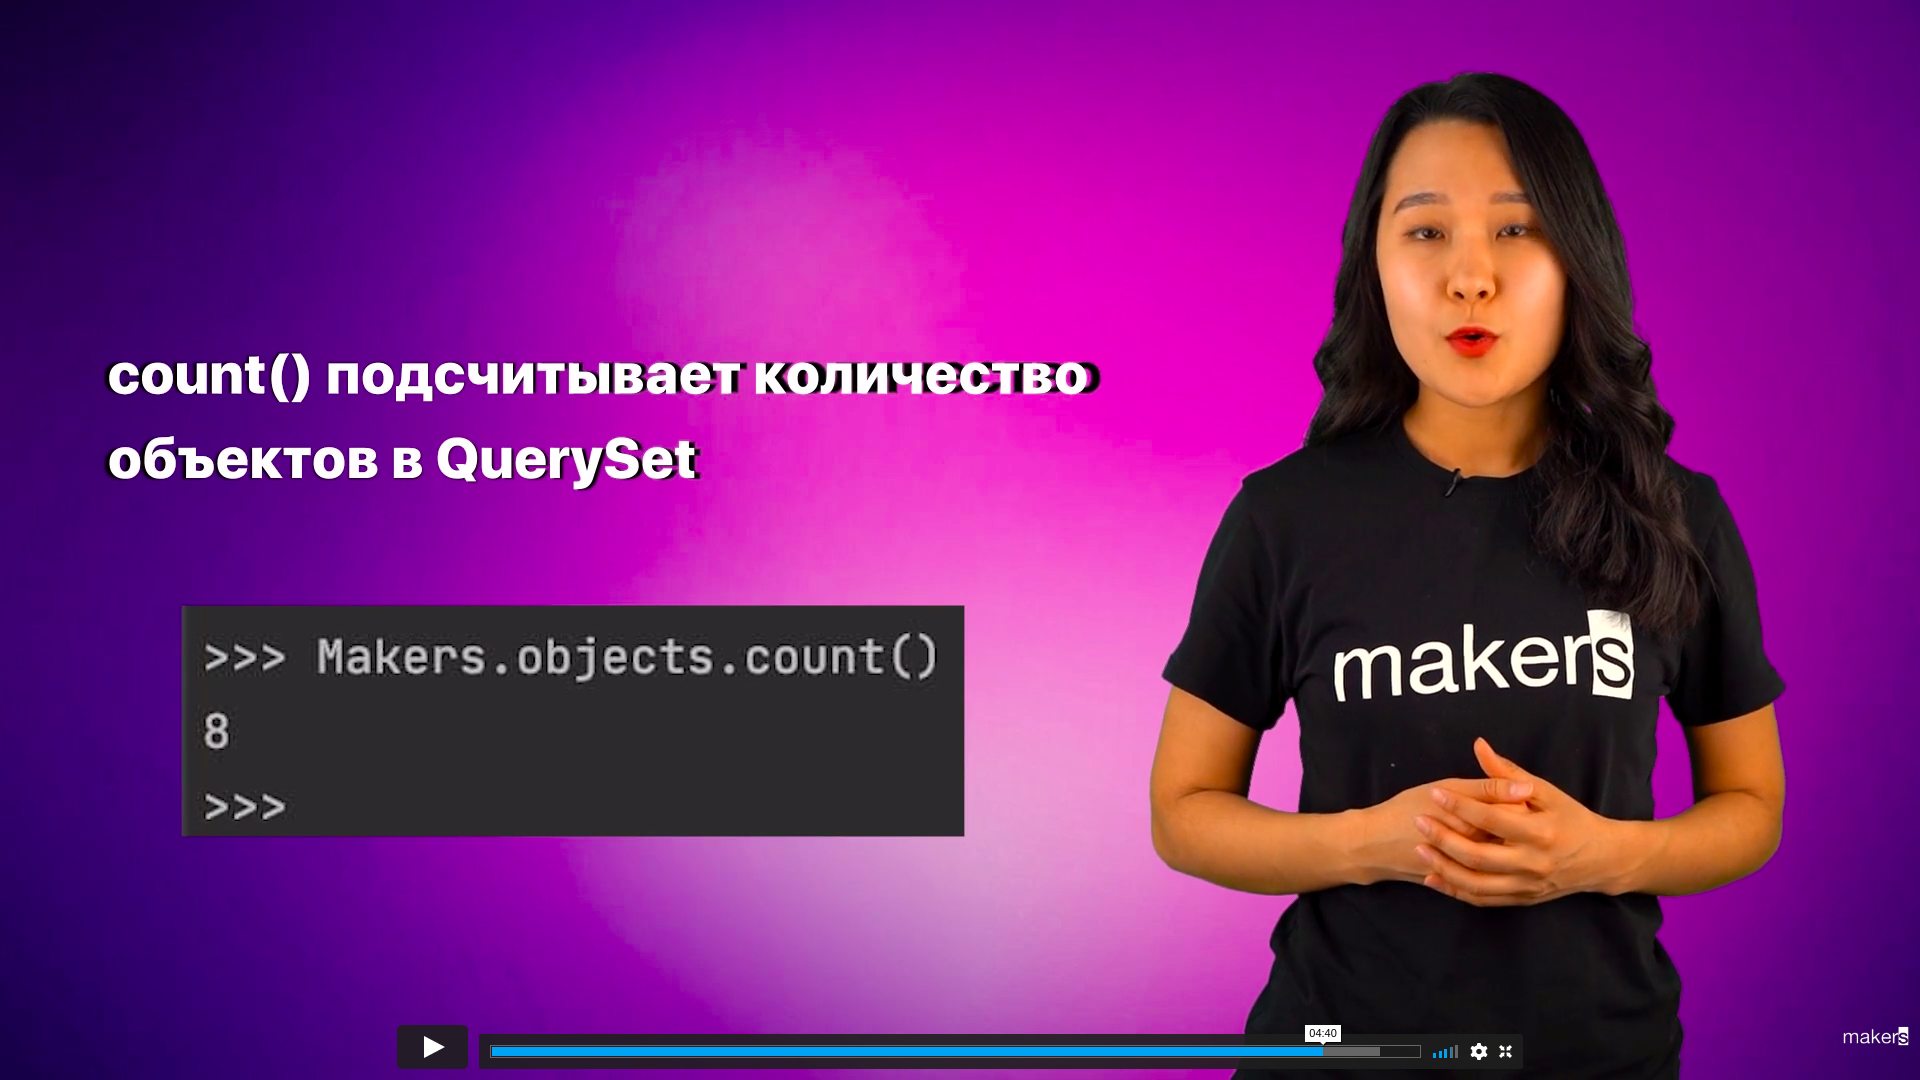 count() подсчитывает количество
объектов в QuerySet
>>> Makers.objects.count()
8
>>>
makers
04:40
makers